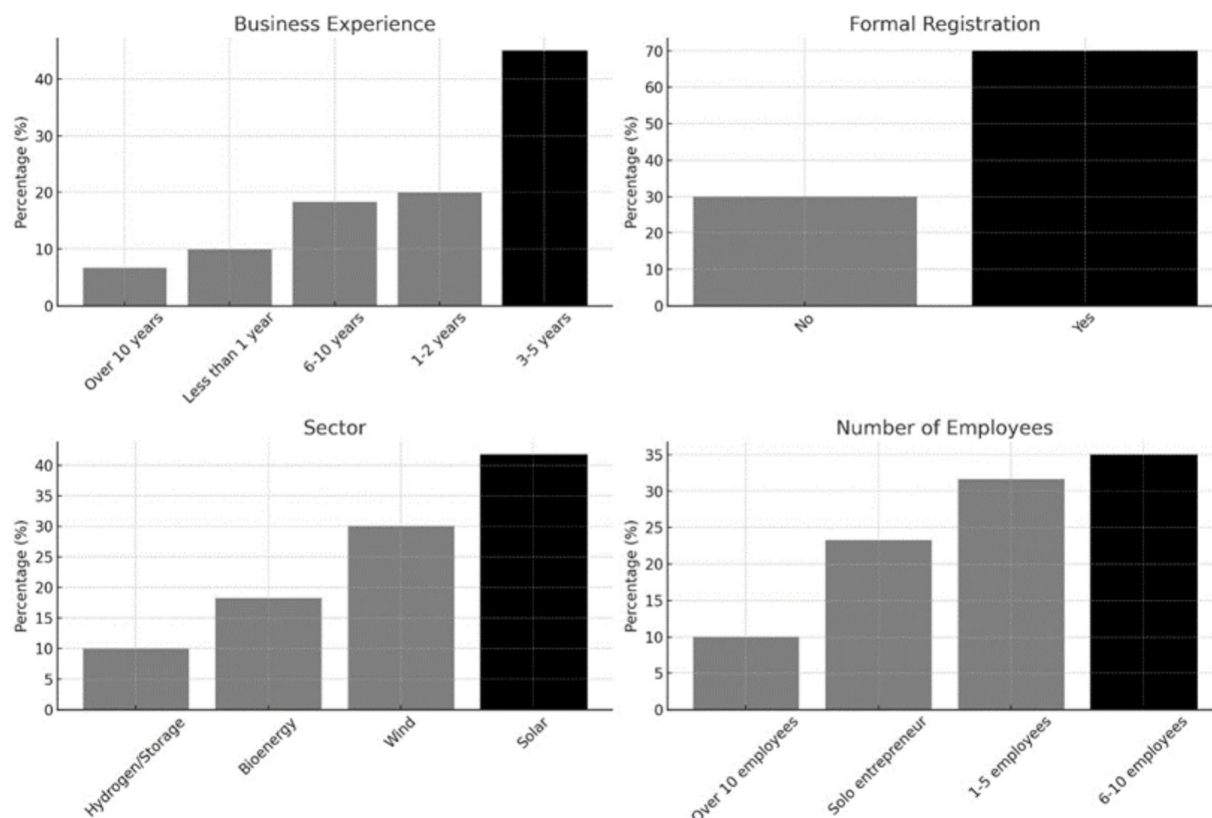 Business Experience
Percentage (%)
40
30
20
10
0
Over 10 years
Less than 1 year
6-10 years
1-2 years
3-5 years
Formal Registration
Percentage (%)
70
60
50
40
30
20
10
0
No
Yes
Sector
Percentage (%)
40
35
30
25
20
15
10
5
0
Hydrogen/Storage
Bioenergy
Wind
Solar
Number of Employees
Percentage (%)
35
30
25
20
15
10
5
0
Over 10 employees
Solo entrepreneur
1-5 employees
6-10 employees